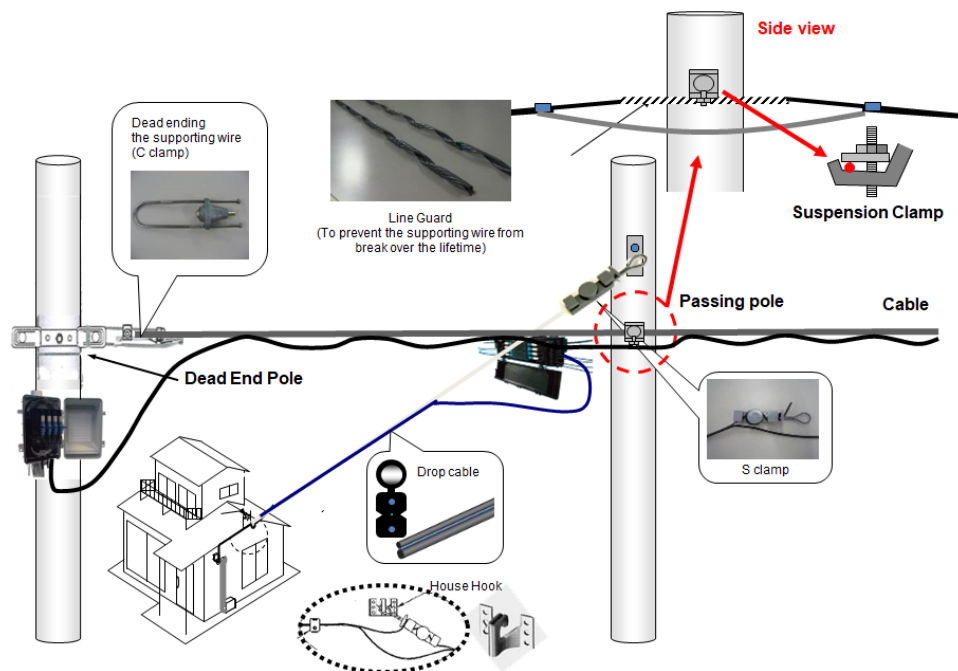 Side view
Dead ending
the supporting wire
(C clamp)
Line Guard
(To prevent the supporting wire from
break over the lifetime)
Suspension Clamp
Passing pole
Cable
Dead End Pole
S clamp
Drop cable
House Hook